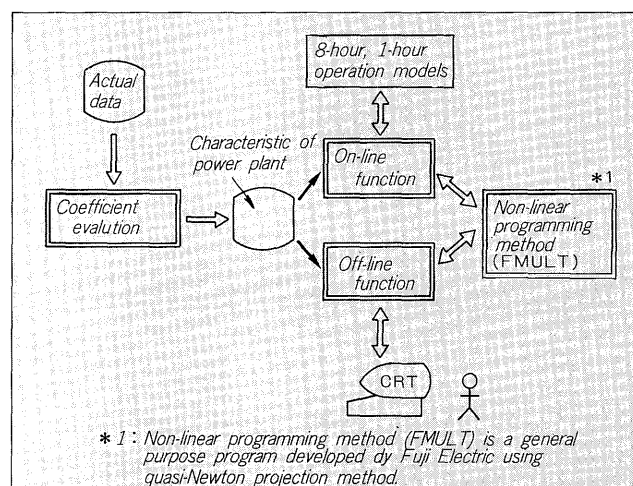 8-hour, 1-hour
operation models
Actual
data
Characteristic of
power plant
On-line
function
*1
Coefficient
evalution
Non-linear
programming
method
(FMULT)
Off-line
function
CRT
*1: Non-linear programming method (FMULT) is a general
purpose program developed dy Fuji Electric using
quasi-Newton projection method.